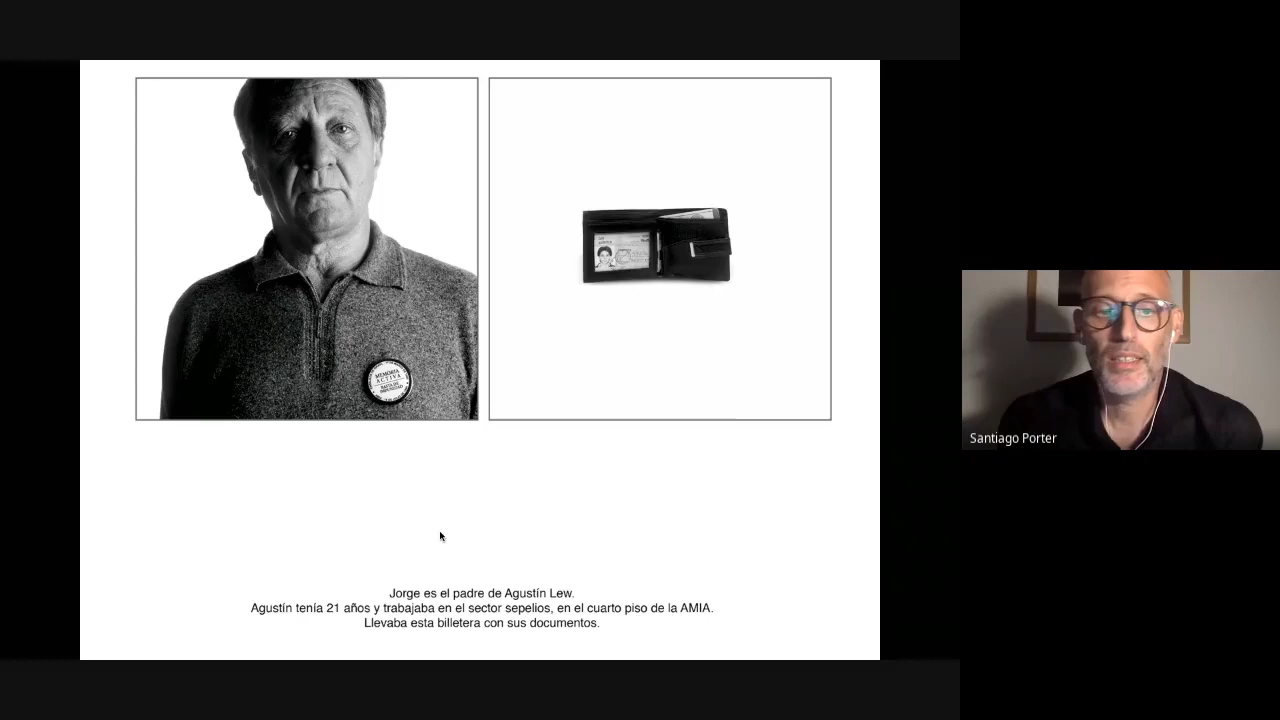 MEMORIA
ACTIVA
Jorge es el padre de Agustín Lew.
Agustín tenía 21 años y trabajaba en el sector sepelios, en el cuarto piso de la AMIA.
Llevaba esta billetera con sus documentos.
Santiago Porter